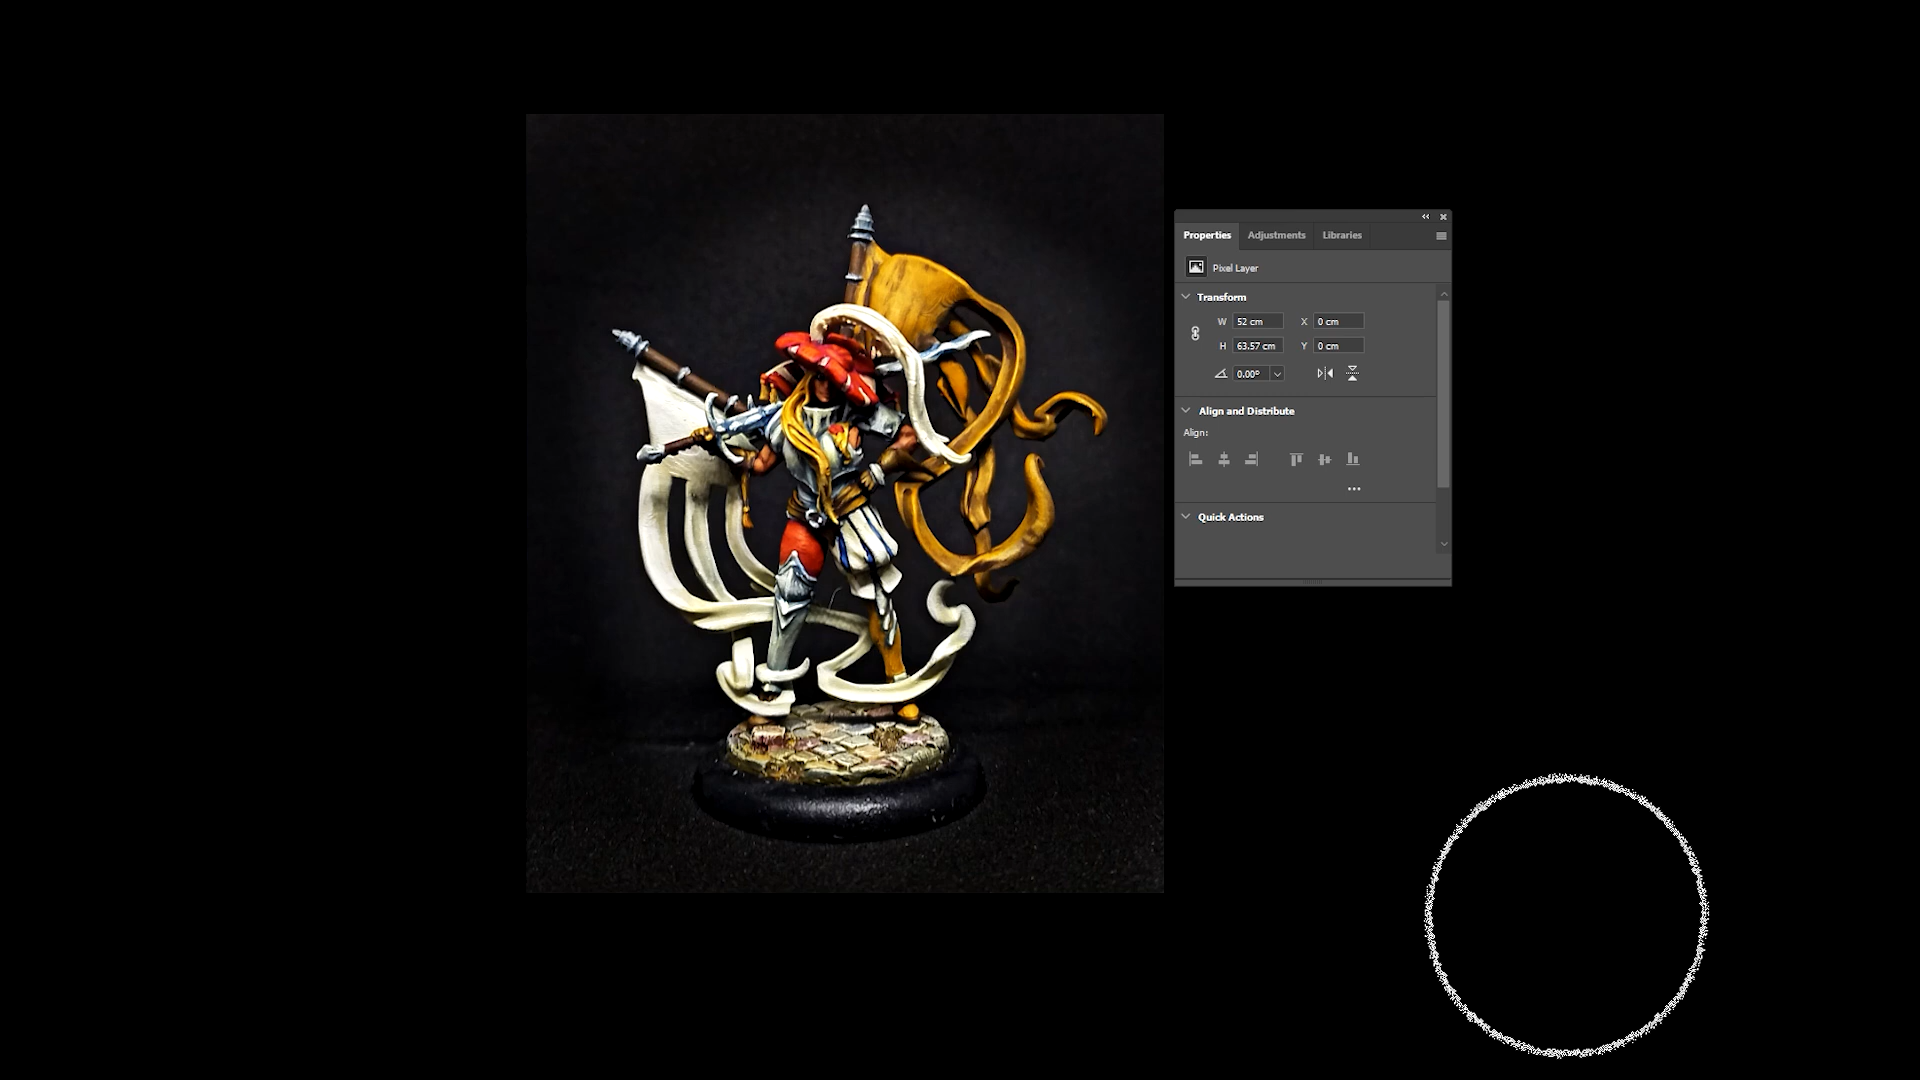 Properties Adjustments Libraries
Pixel Layer
Transform
W 52 cm X 0 cm
H 63.57 cm Y 0 cm
0.00°
Align and Distribute
Align:
Quick Actions